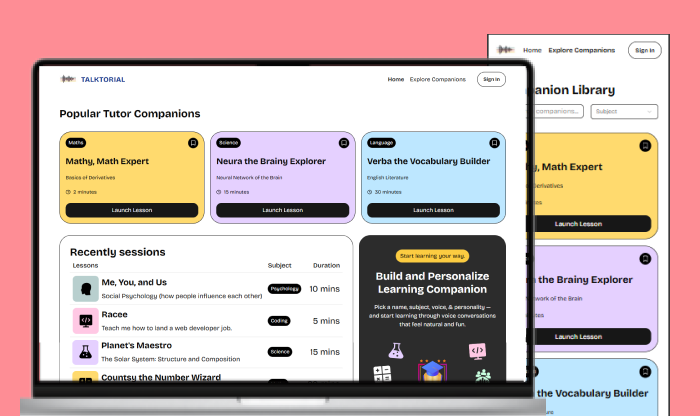 TALKTORIAL
Home Explore Companions Sign In
Popular Tutor Companions
Maths
Mathy, Math Expert
Basics of Derivatives
2 minutes
Launch Lesson
Science
Neura the Brainy Explorer
Neural Network of the Brain
15 minutes
Launch Lesson
Language
Verba the Vocabulary Builder
English Literature
30 minutes
Launch Lesson
Recently sessions
Lessons Subject Duration
Me, You, and Us
Social Psychology (how people influence each other)
Psychology
10 mins
Racee
Teach me how to land a web developer job.
Coding
5 mins
Planet's Maestro
The Solar System: Structure and Composition
Science
15 mins
Countsy the Number Wizard
Start learning your way.
Build and Personalize
Learning Companion
Pick a name, subject, voice, & personality —
and start learning through voice conversations
that feel natural and fun.
Home Explore Companions Sign In
anion Library
companions... Subject
y, Math Expert
Derivatives
utes
Launch Lesson
a the Brainy Explorer
work of the Brain
utes
Launch Lesson
the Vocabulary Builder
ature